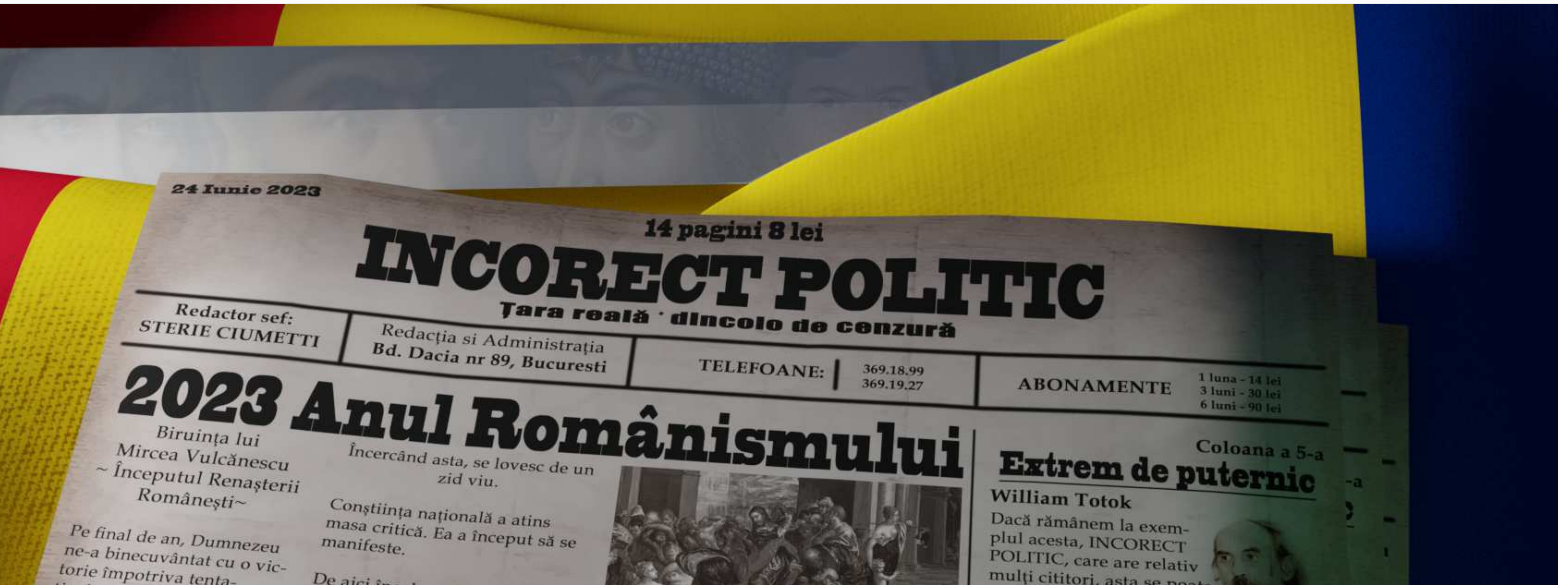 24 Iunie 2023
14 pagini 8 lei
INCORECT POLITIC
Țara reală · dincolo de cenzură
Redactor sef:
STERIE CIUMETTI
Redacția si Administrația
Bd. Dacia nr 89, Bucuresti
TELEFOANE:
369.18.99
369.19.27
ABONAMENTE
1 luna - 14 lei
3 luni - 30 lei
6 luni - 90 lei
2023 Anul Românismului
Biruința lui
Mircea Vulcănescu
~ Începutul Renașterii
Românești~
Pe final de an, Dumnezeu
ne-a binecuvântat cu o vic-
torie împotriva tenta-
Încercând asta, se lovesc de un
zid viu.
Conștiința națională a atins
masa critică. Ea a început să se
manifeste.
De aici
Coloana a 5-a
Extrem de puternic
William Totok
Dacă rămânem la exem-
plul acesta, INCORECT
POLITIC, care are relativ
mulți cititori, asta se poate
-a